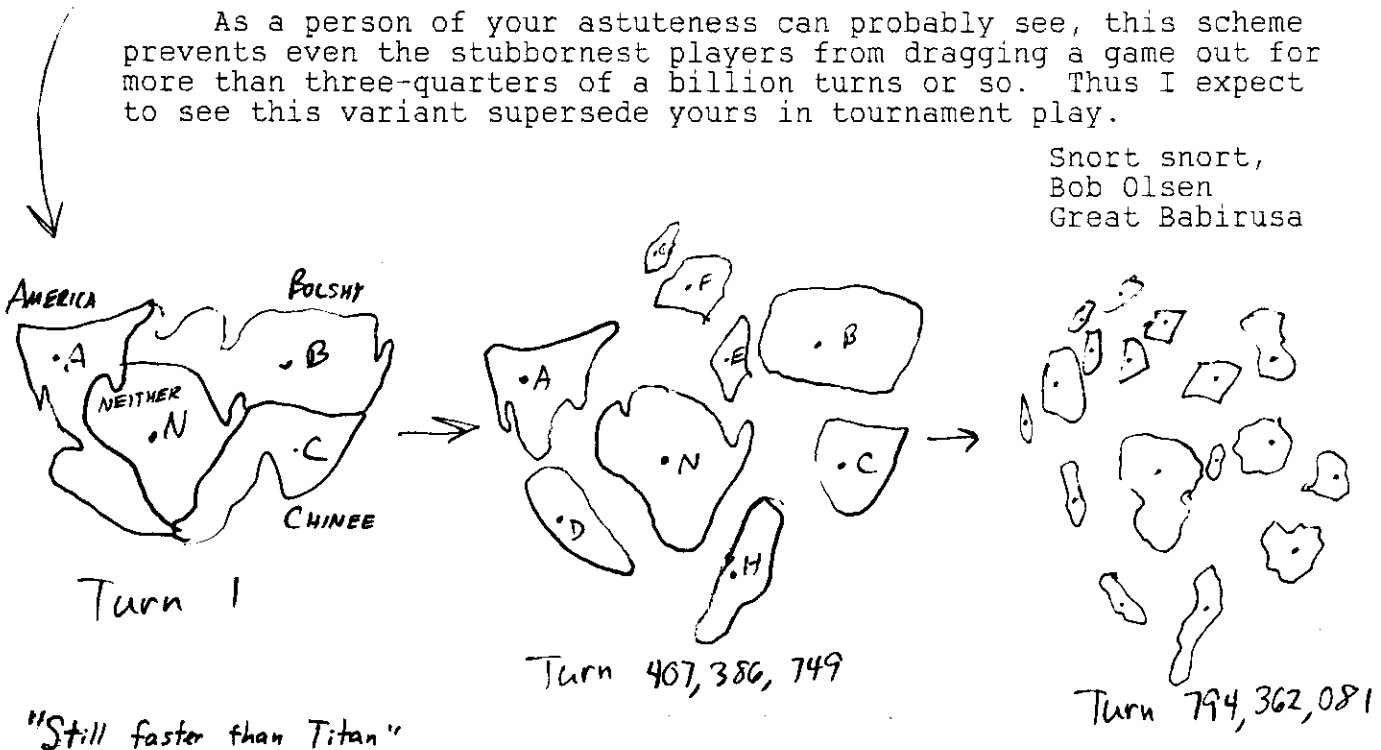 As a person of your astuteness can probably see, this scheme
prevents even the stubbornest players from dragging a game out for
more than three-quarters of a billion turns or so. Thus I expect
to see this variant supersede yours in tournament play.
Snort snort,
Bob Olsen
Great Babirusa
AMERICA
BOLSHY
A
B
NEITHER
N
C
CHINEE
Turn 1
G
F
E
B
A
N
C
D
H
Turn 407,386,749
Turn 794,362,081
"Still faster than Titan"